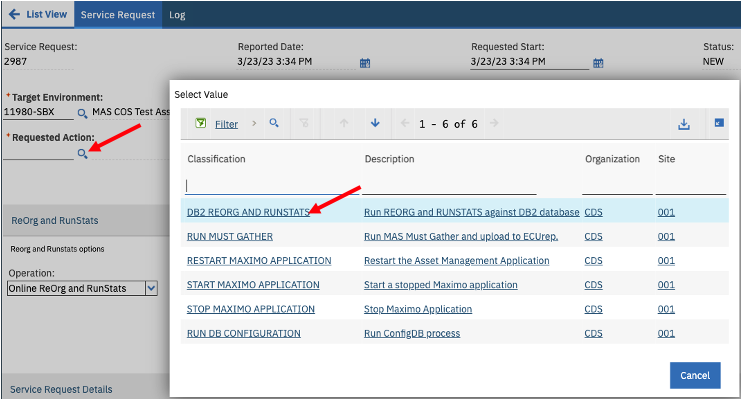 List View Service Request Log
Service Request: Reported Date: Requested Start: Status:
2987 3/23/23 3:34 PM 3/23/23 3:34 PM NEW
*Target Environment:
11980-SBX MAS COS Test Ass
*Requested Action:
ReOrg and RunStats
Reorg and Runstats options
Operation:
Online ReOrg and RunStats
Service Request Details
Select Value
Filter 1 - 6 of 6
Classification Description Organization Site
DB2 REORG AND RUNSTATS Run REORG and RUNSTATS against DB2 database CDS 001
RUN MUST GATHER Run MAS Must Gather and upload to ECUrep. CDS 001
RESTART MAXIMO APPLICATION Restart the Asset Management Application CDS 001
START MAXIMO APPLICATION Start a stopped Maximo application CDS 001
STOP MAXIMO APPLICATION Stop Maximo Application CDS 001
RUN DB CONFIGURATION Run ConfigDB process CDS 001
Cancel